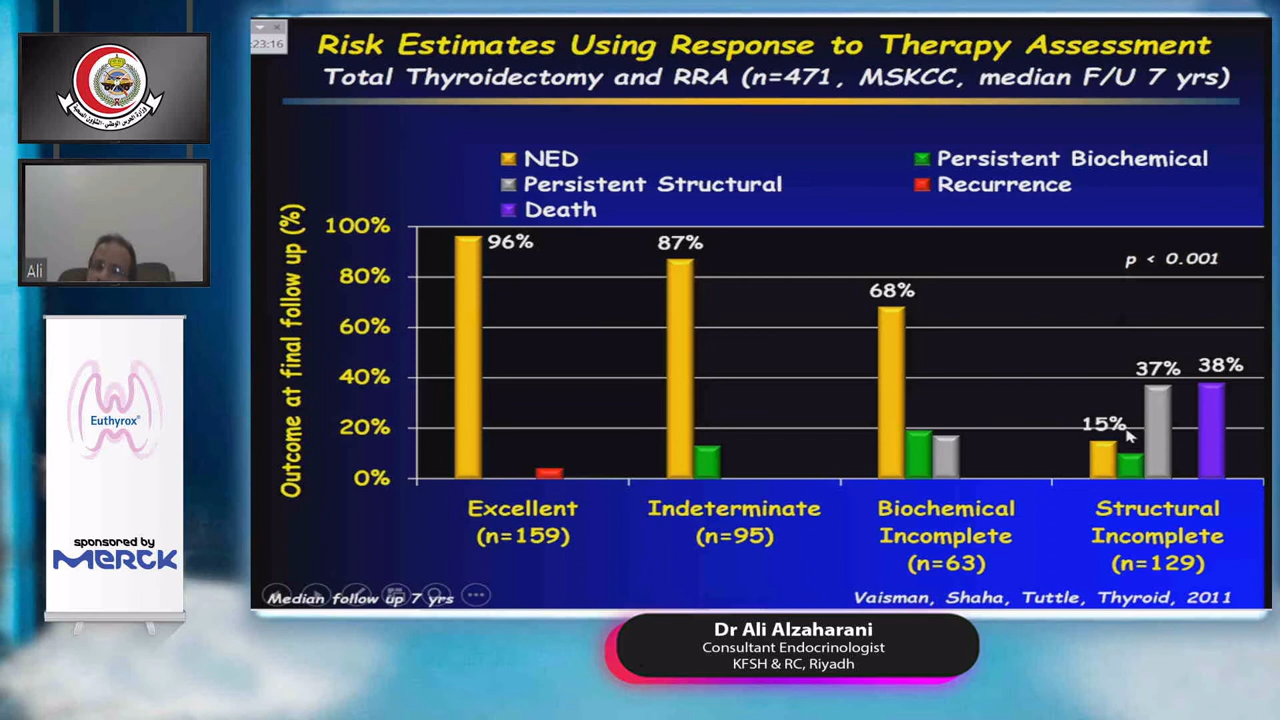 :23:16
Risk Estimates Using Response to Therapy Assessment
Total Thyroidectomy and RRA (n=471, MSKCC, median F/U 7 yrs)
NED
Persistent Biochemical
Persistent Structural
Recurrence
Death
Outcome at final follow up (%)
100%
80%
60%
40%
20%
0%
96%
87%
68%
15%
37%
38%
p < 0.001
Excellent
(n=159)
Indeterminate
(n=95)
Biochemical
Incomplete
(n=63)
Structural
Incomplete
(n=129)
Median follow up 7 yrs
Vaisman, Shaha, Tuttle, Thyroid, 2011
Ali
Euthyrox®
sponsored by
MERCK
Dr Ali Alzaharani
Consultant Endocrinologist
KFSH & RC, Riyadh